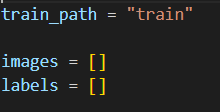 train_path = "train"
images = []
labels = []